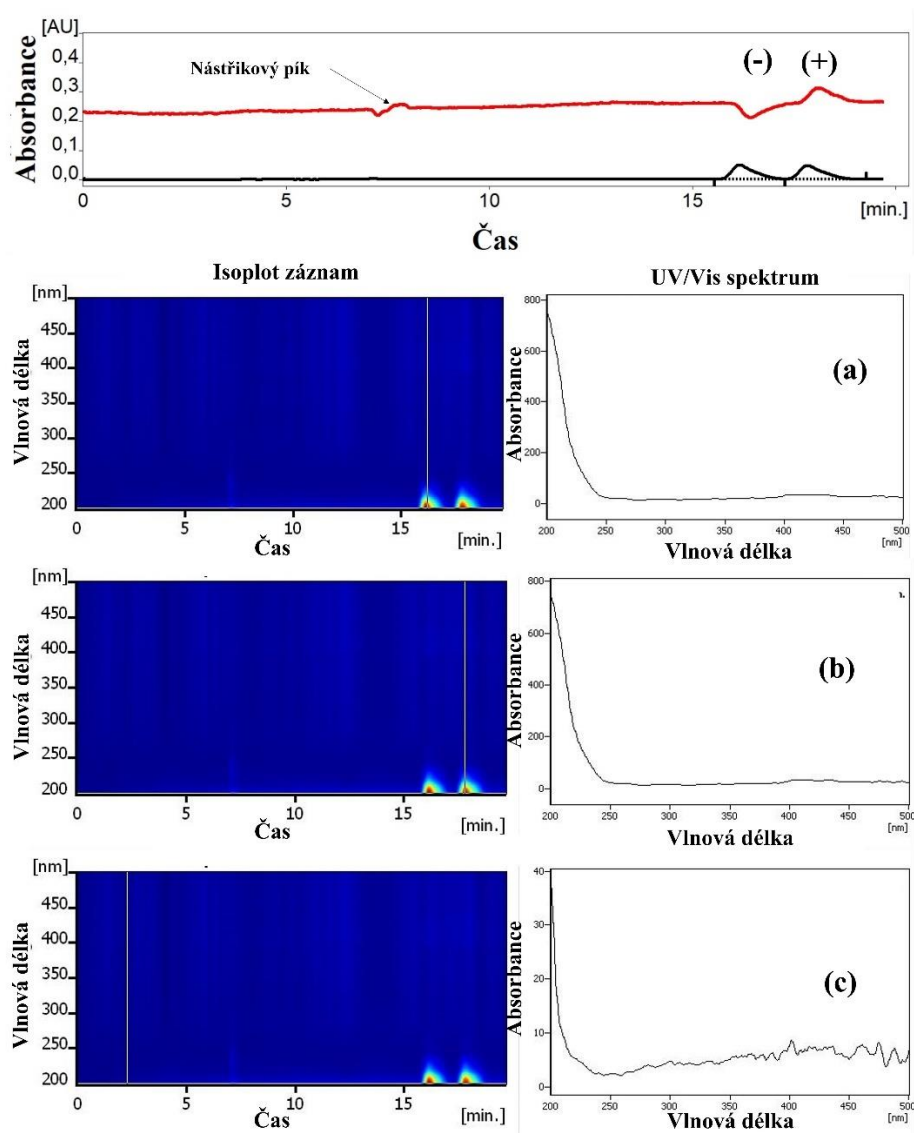 [AU]
0,4
0,3
0,2
0,1
0,0
Absorbance
Nástřikový pík
(-)
(+)
0
5
10
15
[min.]
Čas
Isoplot záznam
[nm]
450
400
350
300
250
200
Vlnová délka
0
5
10
15
[min.]
Čas
UV/Vis spektrum
800
600
400
200
0
Absorbance
(a)
200
250
300
350
400
450
500
[nm]
Vlnová délka
[nm]
450
400
350
300
250
200
Vlnová délka
0
5
10
15
[min.]
Čas
800
600
400
200
0
Absorbance
(b)
200
250
300
350
400
450
500
[nm]
Vlnová délka
[nm]
450
400
350
300
250
200
Vlnová délka
0
5
10
15
[min.]
Čas
40
30
20
10
0
Absorbance
(c)
200
250
300
350
400
450
500
[nm]
Vlnová délka